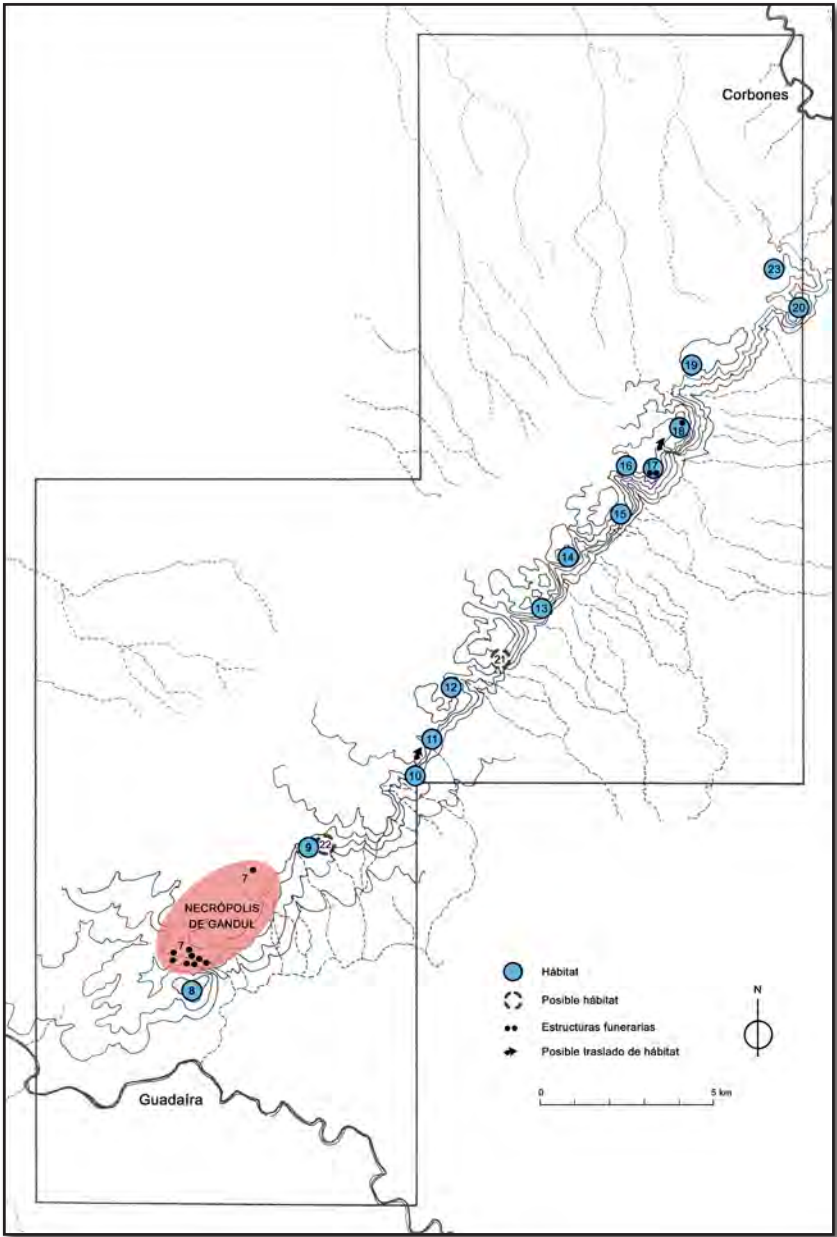 Corbones
23
20
19
18
16
17
15
14
13
21
12
11
10
9
22
7
NECRÓPOLIS
DE GANDUL
7
8
Hábitat
Posible hábitat
Estructuras funerarias
Posible traslado de hábitat
N
0
5 km
Guadaíra